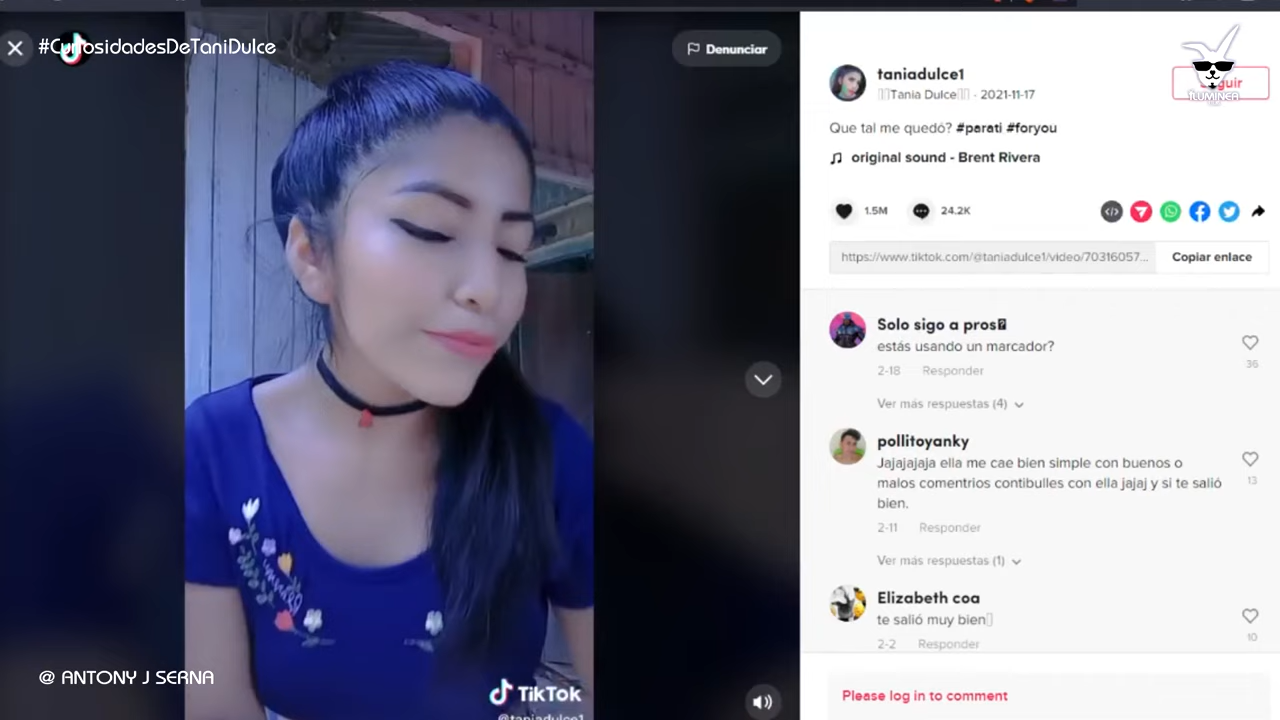 #CuriosidadesDeTaniDulce
Denunciar
taniadulce1
Tania Dulce · 2021-11-17
Que tal me quedó? #parati #foryou
original sound - Brent Rivera
1.5M
24.2K
https://www.tiktok.com/@taniadulce1/video/70316057...
Copiar enlace
Solo sigo a pros
estás usando un marcador?
2-18 Responder
36
Ver más respuestas (4)
pollitoyanky
Jajajajaja ella me cae bien simple con buenos o
malos comentrios contibulles con ella jajaj y si te salió
bien.
13
2-11 Responder
Ver más respuestas (1)
Elizabeth coa
te salió muy bien
2-2 Responder
10
Please log in to comment
@ ANTONY J SERNA
TikTok
@taniadulce1